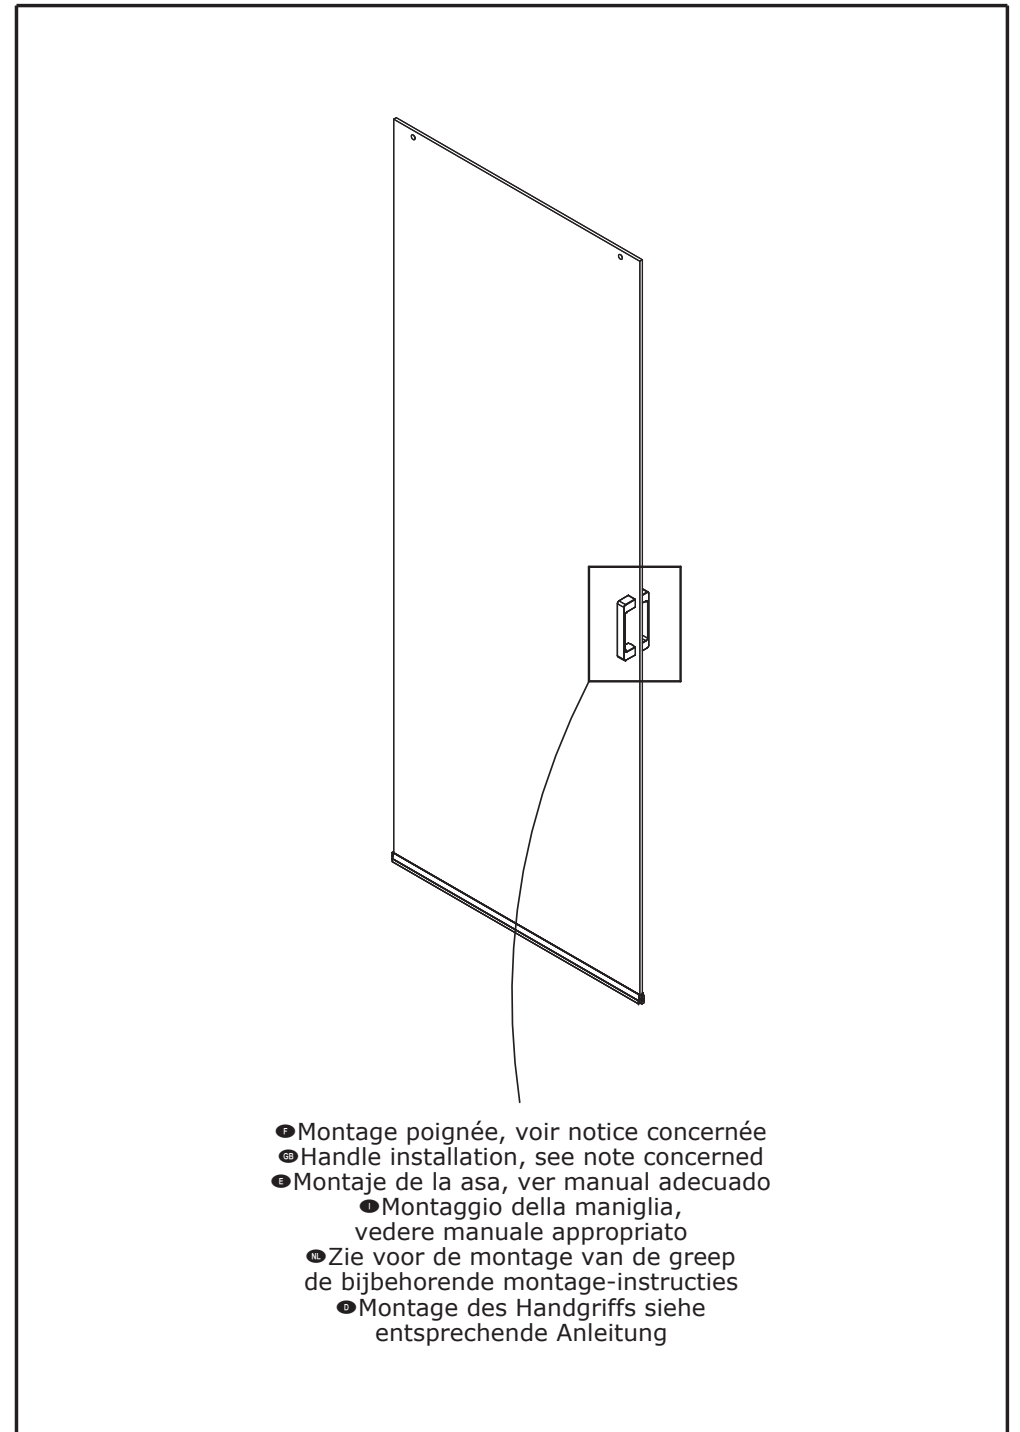 F Montage poignée, voir notice concernée
GB Handle installation, see note concerned
E Montaje de la asa, ver manual adecuado
I Montaggio della maniglia,
vedere manuale appropriato
NL Zie voor de montage van de greep
de bijbehorende montage-instructies
D Montage des Handgriffs siehe
entsprechende Anleitung